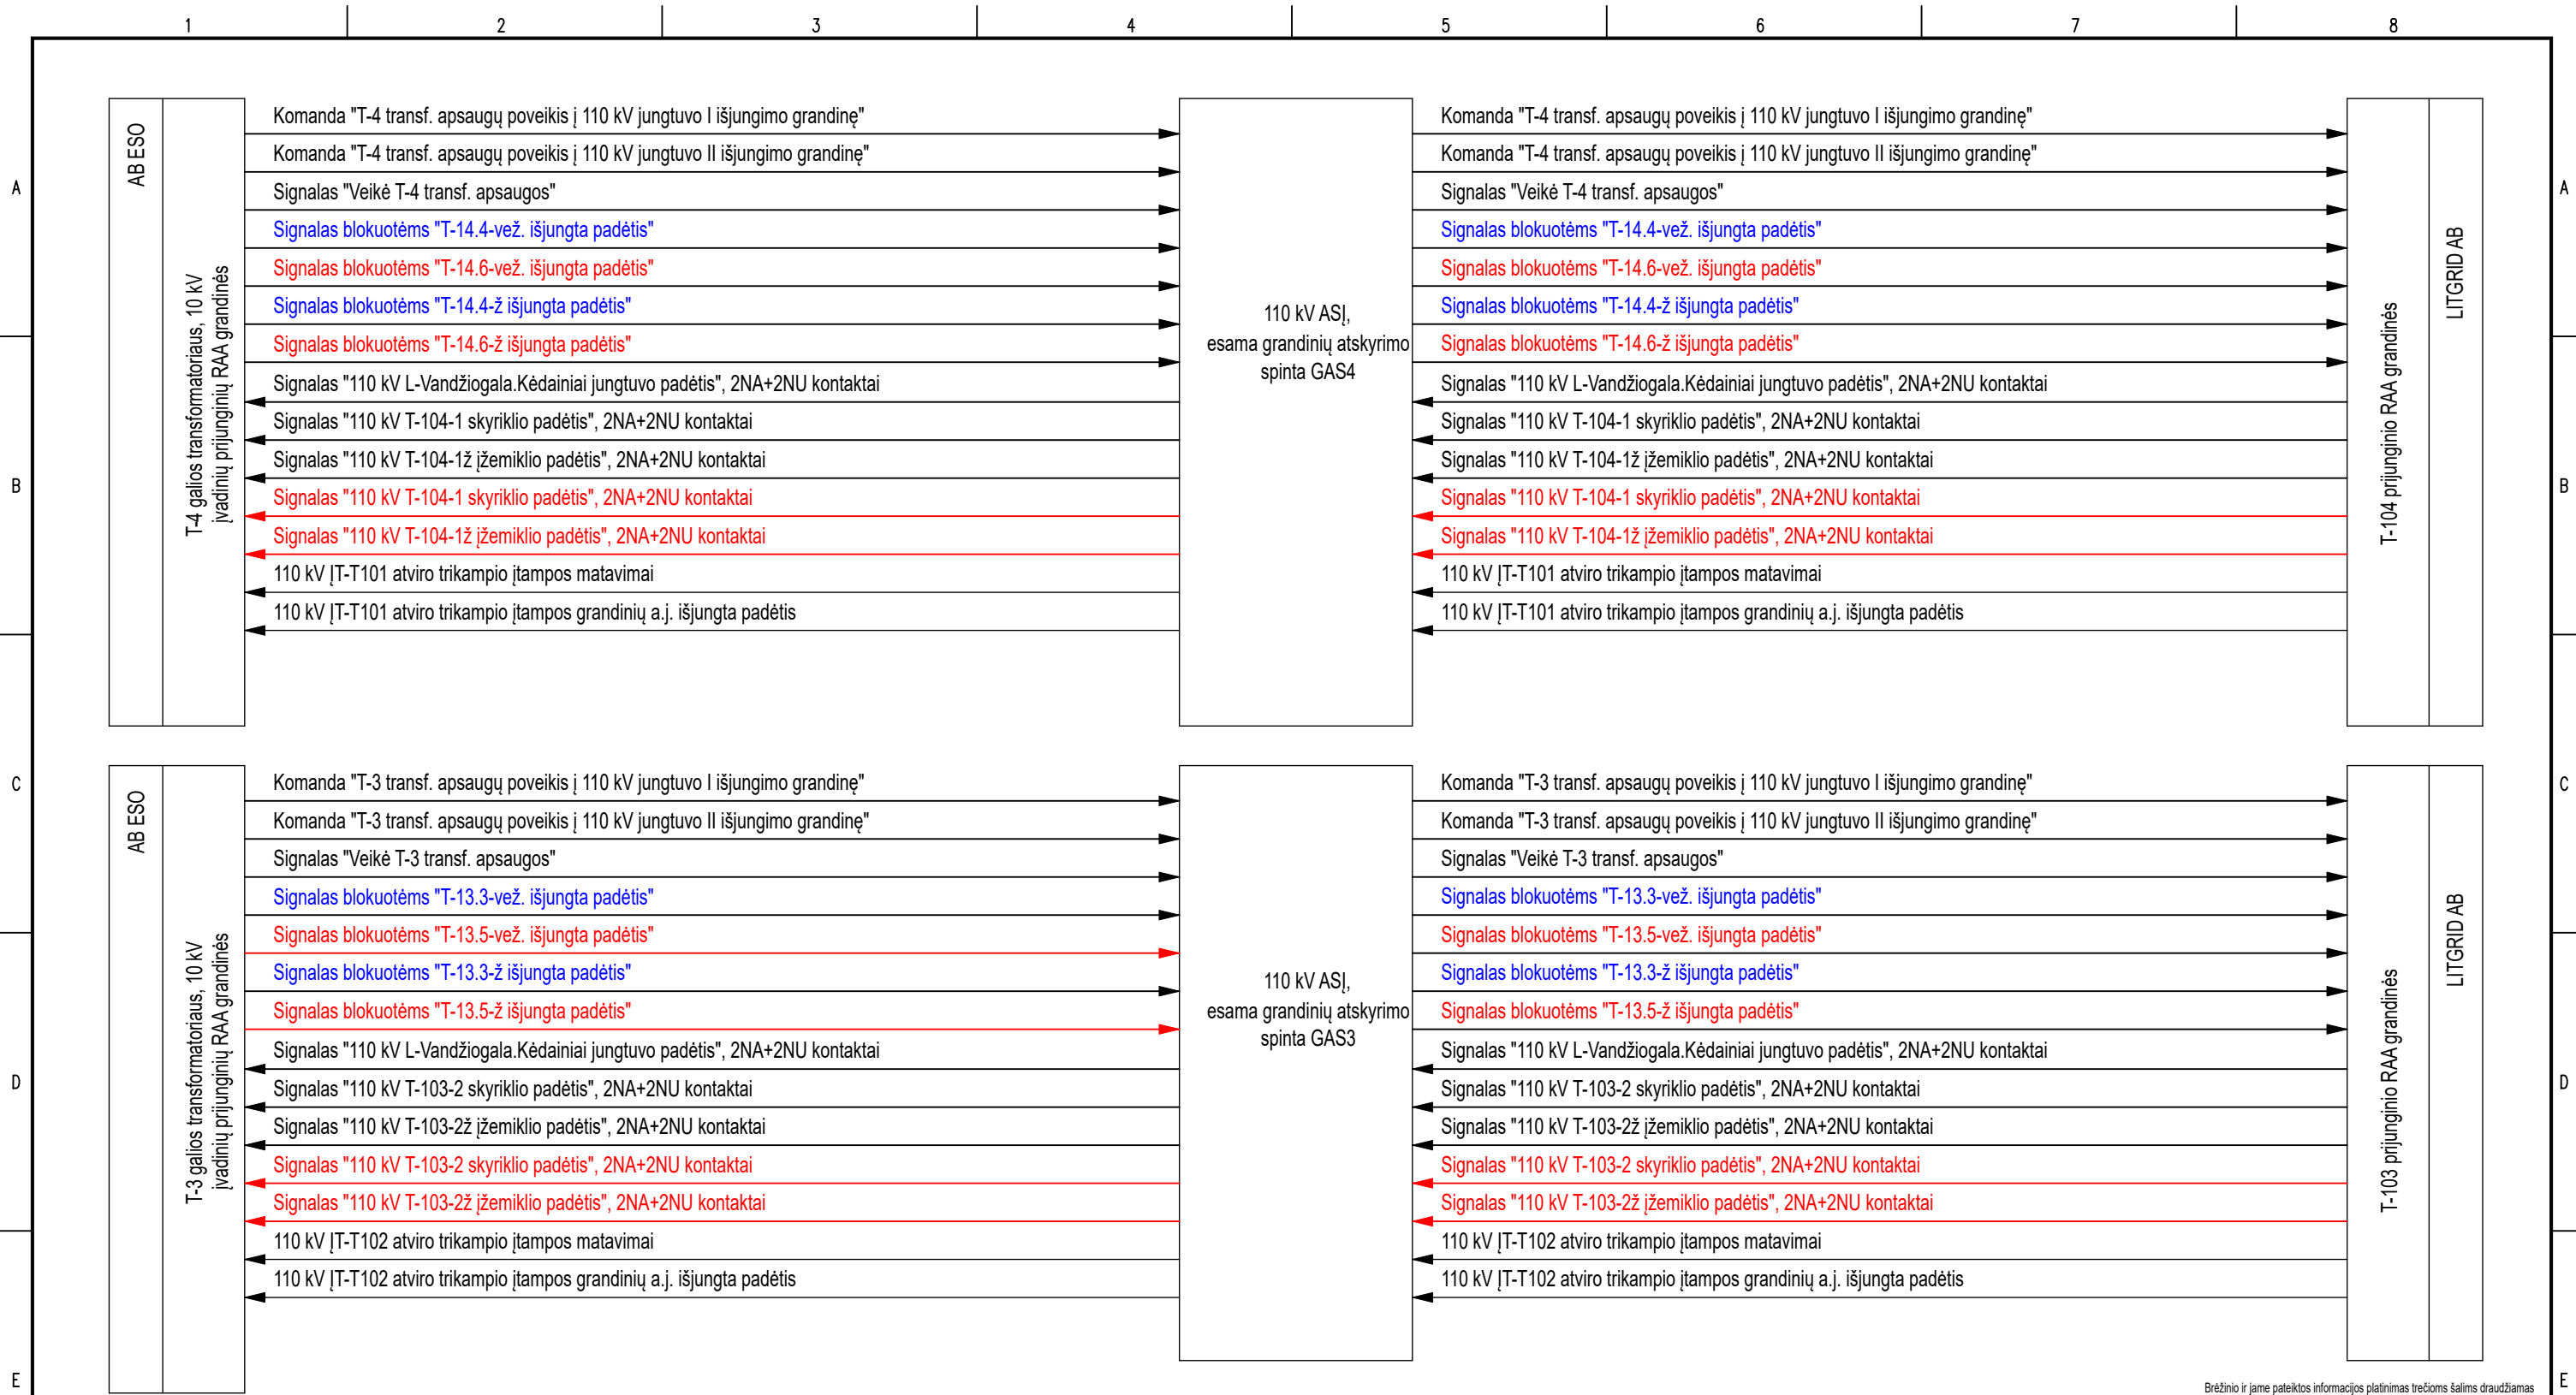 1 2 3 4 5 6 7 8
A
B
C
D
E
AB ESO
T-4 galios transformatoriaus, 10 kV
įvadinių prijunginių RAA grandinės
Komanda "T-4 transf. apsaugų poveikis į 110 kV jungtuvo I išjungimo grandinę"
Komanda "T-4 transf. apsaugų poveikis į 110 kV jungtuvo II išjungimo grandinę"
Signalas "Veikė T-4 transf. apsaugos"
Signalas blokuotėms "T-14.4-vež. išjungta padėtis"
Signalas blokuotėms "T-14.6-vež. išjungta padėtis"
Signalas blokuotėms "T-14.4-ž išjungta padėtis"
Signalas blokuotėms "T-14.6-ž išjungta padėtis"
Signalas "110 kV L-Vandžiogala.Kėdainiai jungtuvo padėtis", 2NA+2NU kontaktai
Signalas "110 kV T-104-1 skyriklio padėtis", 2NA+2NU kontaktai
Signalas "110 kV T-104-1ž įžemiklio padėtis", 2NA+2NU kontaktai
Signalas "110 kV T-104-1 skyriklio padėtis", 2NA+2NU kontaktai
Signalas "110 kV T-104-1ž įžemiklio padėtis", 2NA+2NU kontaktai
110 kV ĮT-T101 atviro trikampio įtampos matavimai
110 kV ĮT-T101 atviro trikampio įtampos grandinių a.j. išjungta padėtis
110 kV ASĮ,
esama grandinių atskyrimo
spinta GAS4
Komanda "T-4 transf. apsaugų poveikis į 110 kV jungtuvo I išjungimo grandinę"
Komanda "T-4 transf. apsaugų poveikis į 110 kV jungtuvo II išjungimo grandinę"
Signalas "Veikė T-4 transf. apsaugos"
Signalas blokuotėms "T-14.4-vež. išjungta padėtis"
Signalas blokuotėms "T-14.6-vež. išjungta padėtis"
Signalas blokuotėms "T-14.4-ž išjungta padėtis"
Signalas blokuotėms "T-14.6-ž išjungta padėtis"
Signalas "110 kV L-Vandžiogala.Kėdainiai jungtuvo padėtis", 2NA+2NU kontaktai
Signalas "110 kV T-104-1 skyriklio padėtis", 2NA+2NU kontaktai
Signalas "110 kV T-104-1ž įžemiklio padėtis", 2NA+2NU kontaktai
Signalas "110 kV T-104-1 skyriklio padėtis", 2NA+2NU kontaktai
Signalas "110 kV T-104-1ž įžemiklio padėtis", 2NA+2NU kontaktai
110 kV ĮT-T101 atviro trikampio įtampos matavimai
110 kV ĮT-T101 atviro trikampio įtampos grandinių a.j. išjungta padėtis
T-104 prijunginio RAA grandinės
LITGRID AB
AB ESO
T-3 galios transformatoriaus, 10 kV
įvadinių prijunginių RAA grandinės
Komanda "T-3 transf. apsaugų poveikis į 110 kV jungtuvo I išjungimo grandinę"
Komanda "T-3 transf. apsaugų poveikis į 110 kV jungtuvo II išjungimo grandinę"
Signalas "Veikė T-3 transf. apsaugos"
Signalas blokuotėms "T-13.3-vež. išjungta padėtis"
Signalas blokuotėms "T-13.5-vež. išjungta padėtis"
Signalas blokuotėms "T-13.3-ž išjungta padėtis"
Signalas blokuotėms "T-13.5-ž išjungta padėtis"
Signalas "110 kV L-Vandžiogala.Kėdainiai jungtuvo padėtis", 2NA+2NU kontaktai
Signalas "110 kV T-103-2 skyriklio padėtis", 2NA+2NU kontaktai
Signalas "110 kV T-103-2ž įžemiklio padėtis", 2NA+2NU kontaktai
Signalas "110 kV T-103-2 skyriklio padėtis", 2NA+2NU kontaktai
Signalas "110 kV T-103-2ž įžemiklio padėtis", 2NA+2NU kontaktai
110 kV ĮT-T102 atviro trikampio įtampos matavimai
110 kV ĮT-T102 atviro trikampio įtampos grandinių a.j. išjungta padėtis
110 kV ASĮ,
esama grandinių atskyrimo
spinta GAS3
Komanda "T-3 transf. apsaugų poveikis į 110 kV jungtuvo I išjungimo grandinę"
Komanda "T-3 transf. apsaugų poveikis į 110 kV jungtuvo II išjungimo grandinę"
Signalas "Veikė T-3 transf. apsaugos"
Signalas blokuotėms "T-13.3-vež. išjungta padėtis"
Signalas blokuotėms "T-13.5-vež. išjungta padėtis"
Signalas blokuotėms "T-13.3-ž išjungta padėtis"
Signalas blokuotėms "T-13.5-ž išjungta padėtis"
Signalas "110 kV L-Vandžiogala.Kėdainiai jungtuvo padėtis", 2NA+2NU kontaktai
Signalas "110 kV T-103-2 skyriklio padėtis", 2NA+2NU kontaktai
Signalas "110 kV T-103-2ž įžemiklio padėtis", 2NA+2NU kontaktai
Signalas "110 kV T-103-2 skyriklio padėtis", 2NA+2NU kontaktai
Signalas "110 kV T-103-2ž įžemiklio padėtis", 2NA+2NU kontaktai
110 kV ĮT-T102 atviro trikampio įtampos matavimai
110 kV ĮT-T102 atviro trikampio įtampos grandinių a.j. išjungta padėtis
T-103 prijunginio RAA grandinės
LITGRID AB
A
B
C
D
E
Brėžinio ir jame pateiktos informacijos platinimas trečioms šalims draudžiamas